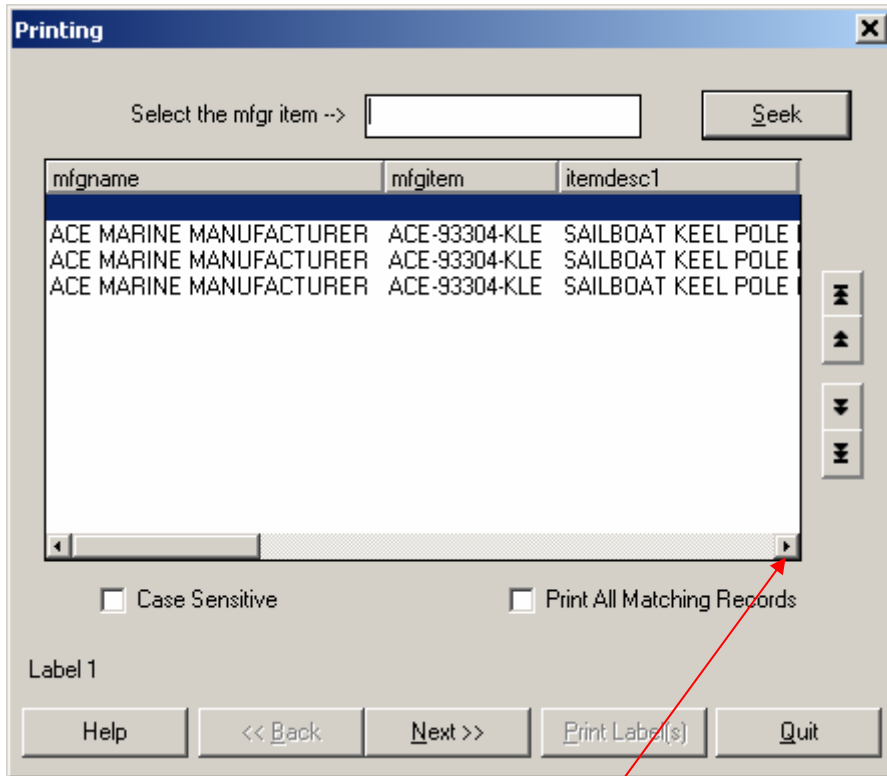 Printing
Select the mfgr item --> Seek
mfgname mfgitem itemdesc1
ACE MARINE MANUFACTURER ACE-93304-KLE SAILBOAT KEEL POLE
ACE MARINE MANUFACTURER ACE-93304-KLE SAILBOAT KEEL POLE
ACE MARINE MANUFACTURER ACE-93304-KLE SAILBOAT KEEL POLE
Case Sensitive Print All Matching Records
Label 1
Help << Back Next >> Print Label(s) Quit